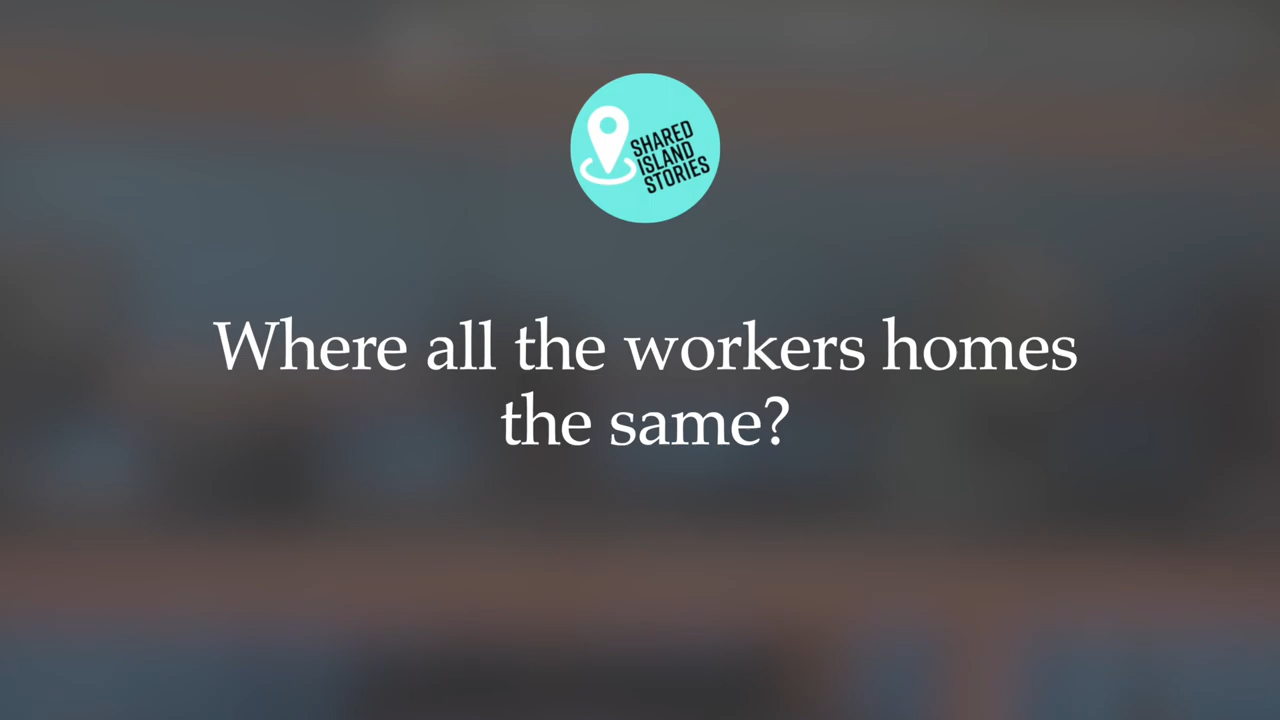 SHARED
ISLAND
STORIES
Where all the workers homes
the same?